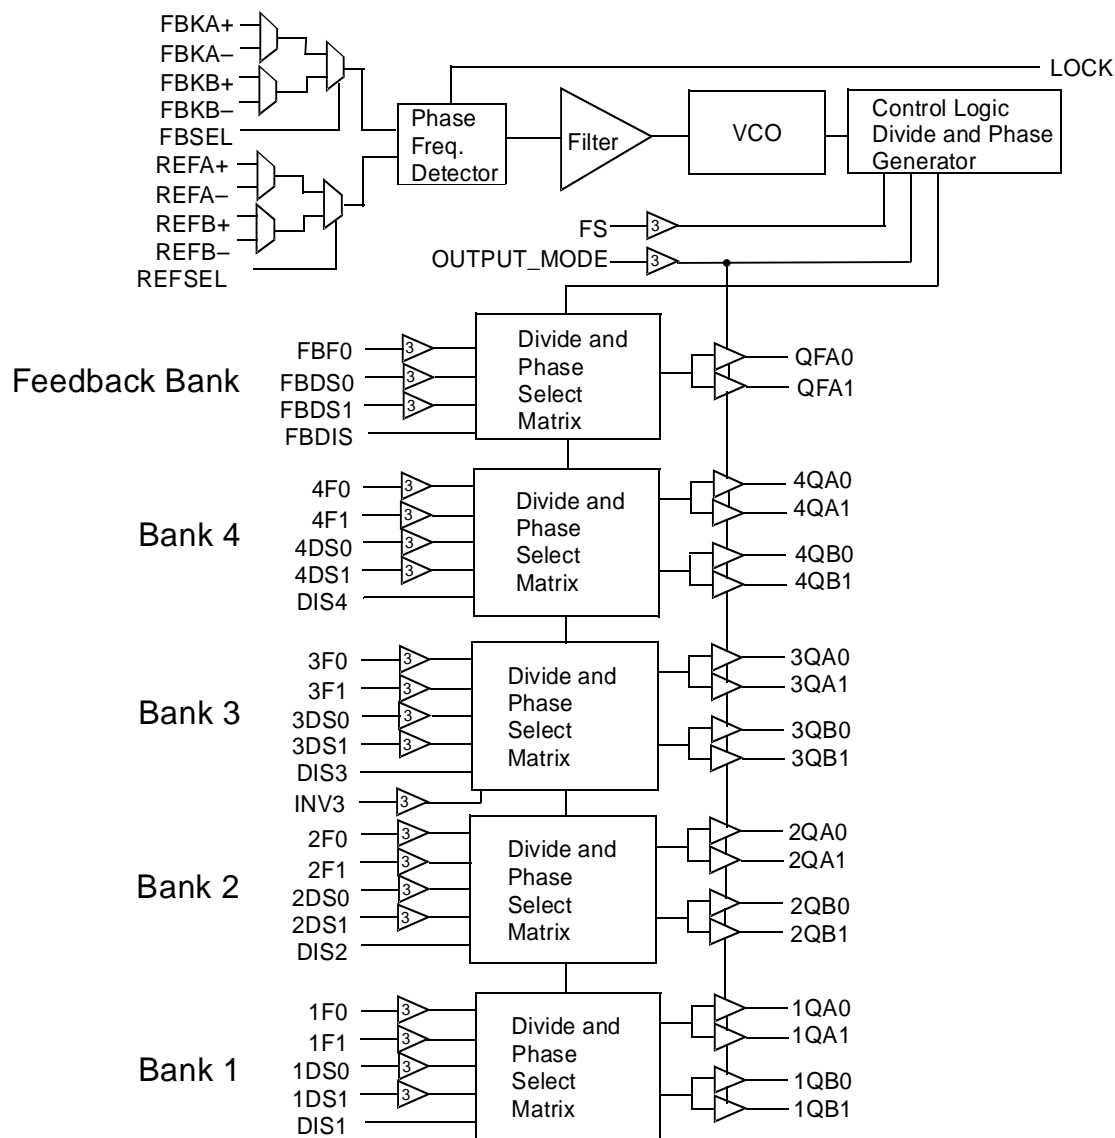 FBKA+
FBKA–
FBKB+
FBKB–
FBSEL
REFA+
REFA–
REFB+
REFB–
REFSEL
Phase
Freq.
Detector
Filter
VCO
Control Logic
Divide and Phase
Generator
LOCK
FS
3
OUTPUT_MODE
3
Feedback Bank
FBF0
3
FBDS0
3
FBDS1
3
FBDIS
Divide and
Phase
Select
Matrix
QFA0
QFA1
Bank 4
4F0
3
4F1
3
4DS0
3
4DS1
3
DIS4
Divide and
Phase
Select
Matrix
4QA0
4QA1
4QB0
4QB1
Bank 3
3F0
3
3F1
3
3DS0
3
3DS1
3
DIS3
INV3
3
Divide and
Phase
Select
Matrix
3QA0
3QA1
3QB0
3QB1
Bank 2
2F0
3
2F1
3
2DS0
3
2DS1
3
DIS2
Divide and
Phase
Select
Matrix
2QA0
2QA1
2QB0
2QB1
Bank 1
1F0
3
1F1
3
1DS0
3
1DS1
3
DIS1
Divide and
Phase
Select
Matrix
1QA0
1QA1
1QB0
1QB1